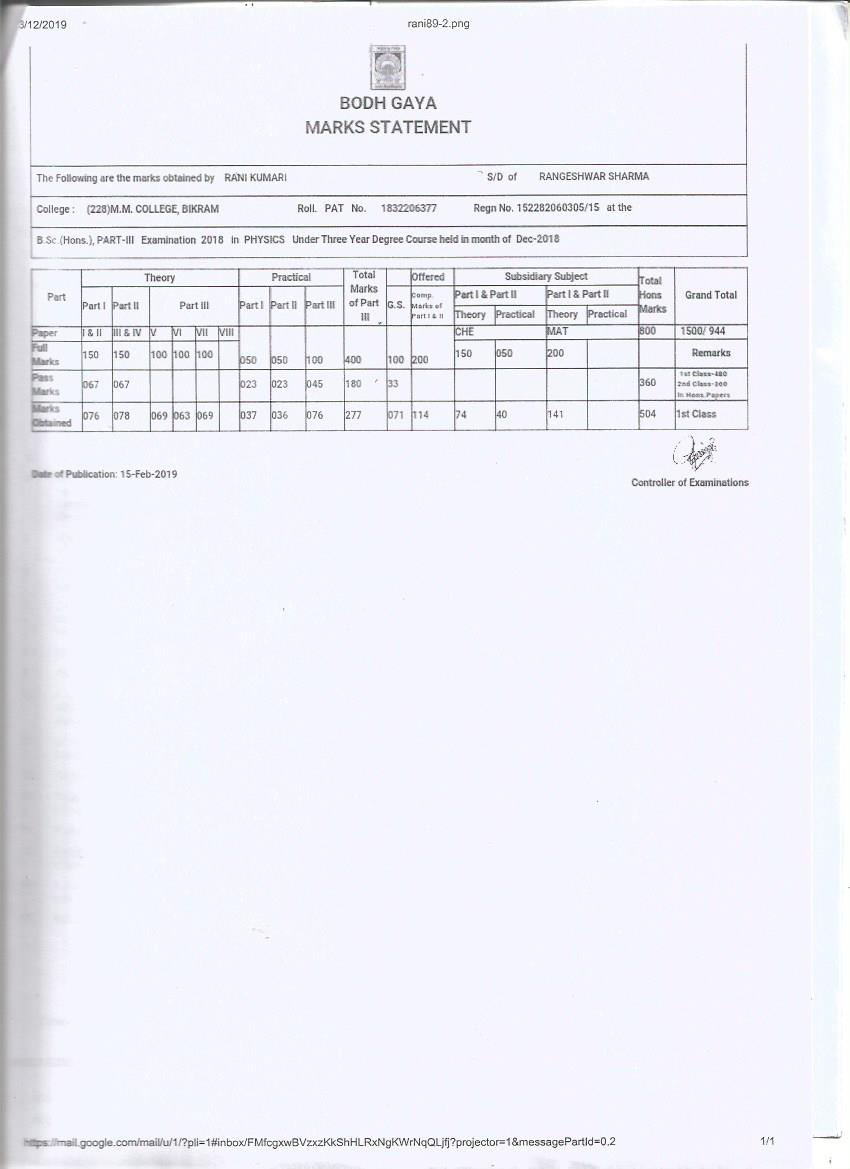 3/12/2019 rani89-2.png
BODH GAYA
MARKS STATEMENT
The Following are the marks obtained by RANI KUMARI S/D of RANGESHWAR SHARMA
College : (228)M.M. COLLEGE, BIKRAM Roll. PAT No. 1832206377 Regn No. 152282060305/15 at the
B.Sc.(Hons.), PART-III Examination 2018 in PHYSICS Under Three Year Degree Course held in month of Dec-2018
Part Theory Practical Total Marks of Part III G.S. Offered Subsidiary Subject Total Hons Marks Grand Total
Part I Part II Part III Part I Part II Part III Comp. Marks of Part I & II Part I & Part II Part I & Part II
Theory Practical Theory Practical
Paper I & II III & IV V VI VII VIII CHE MAT 800 1500/ 944
Full Marks 150 150 100 100 100 050 050 100 400 100 200 150 050 200 Remarks
Pass Marks 067 067 023 023 045 180 33 360 1st Class-480 2nd Class-300 In Hons.Papers
Marks Obtained 076 078 069 063 069 037 036 076 277 071 114 74 40 141 504 1st Class
Date of Publication: 15-Feb-2019
Controller of Examinations
https://mail.google.com/mail/u/1/?pli=1#inbox/FMfcgxwBVzxzKkShHLRxNgKWrNqQLjfj?projector=1&messagePartId=0.2 1/1